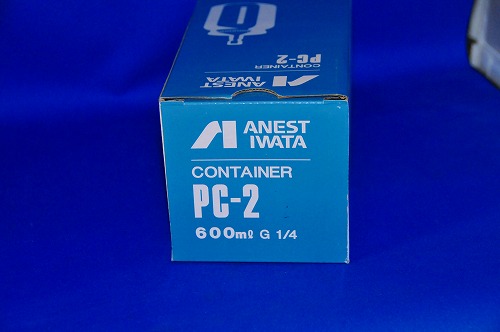 PC-2
CONTAINER
ANEST
IWATA
ANEST
IWATA
CONTAINER
PC-2
600mℓ G 1/4